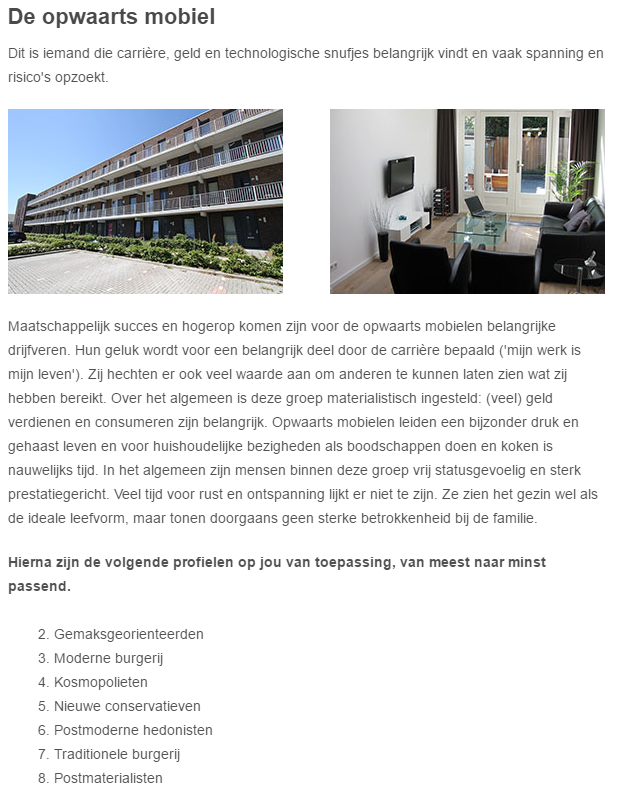 De opwaarts mobiel
Dit is iemand die carrière, geld en technologische snufjes belangrijk vindt en vaak spanning en
risico's opzoekt.
Maatschappelijk succes en hogerop komen zijn voor de opwaarts mobielen belangrijke
drijfveren. Hun geluk wordt voor een belangrijk deel door de carrière bepaald ('mijn werk is
mijn leven'). Zij hechten er ook veel waarde aan om anderen te kunnen laten zien wat zij
hebben bereikt. Over het algemeen is deze groep materialistisch ingesteld: (veel) geld
verdienen en consumeren zijn belangrijk. Opwaarts mobielen leiden een bijzonder druk en
gehaast leven en voor huishoudelijke bezigheden als boodschappen doen en koken is
nauwelijks tijd. In het algemeen zijn mensen binnen deze groep vrij statusgevoelig en sterk
prestatiegericht. Veel tijd voor rust en ontspanning lijkt er niet te zijn. Ze zien het gezin wel als
de ideale leefvorm, maar tonen doorgaans geen sterke betrokkenheid bij de familie.
Hierna zijn de volgende profielen op jou van toepassing, van meest naar minst
passend.
2. Gemaksgeorienteerden
3. Moderne burgerij
4. Kosmopolieten
5. Nieuwe conservatieven
6. Postmoderne hedonisten
7. Traditionele burgerij
8. Postmaterialisten